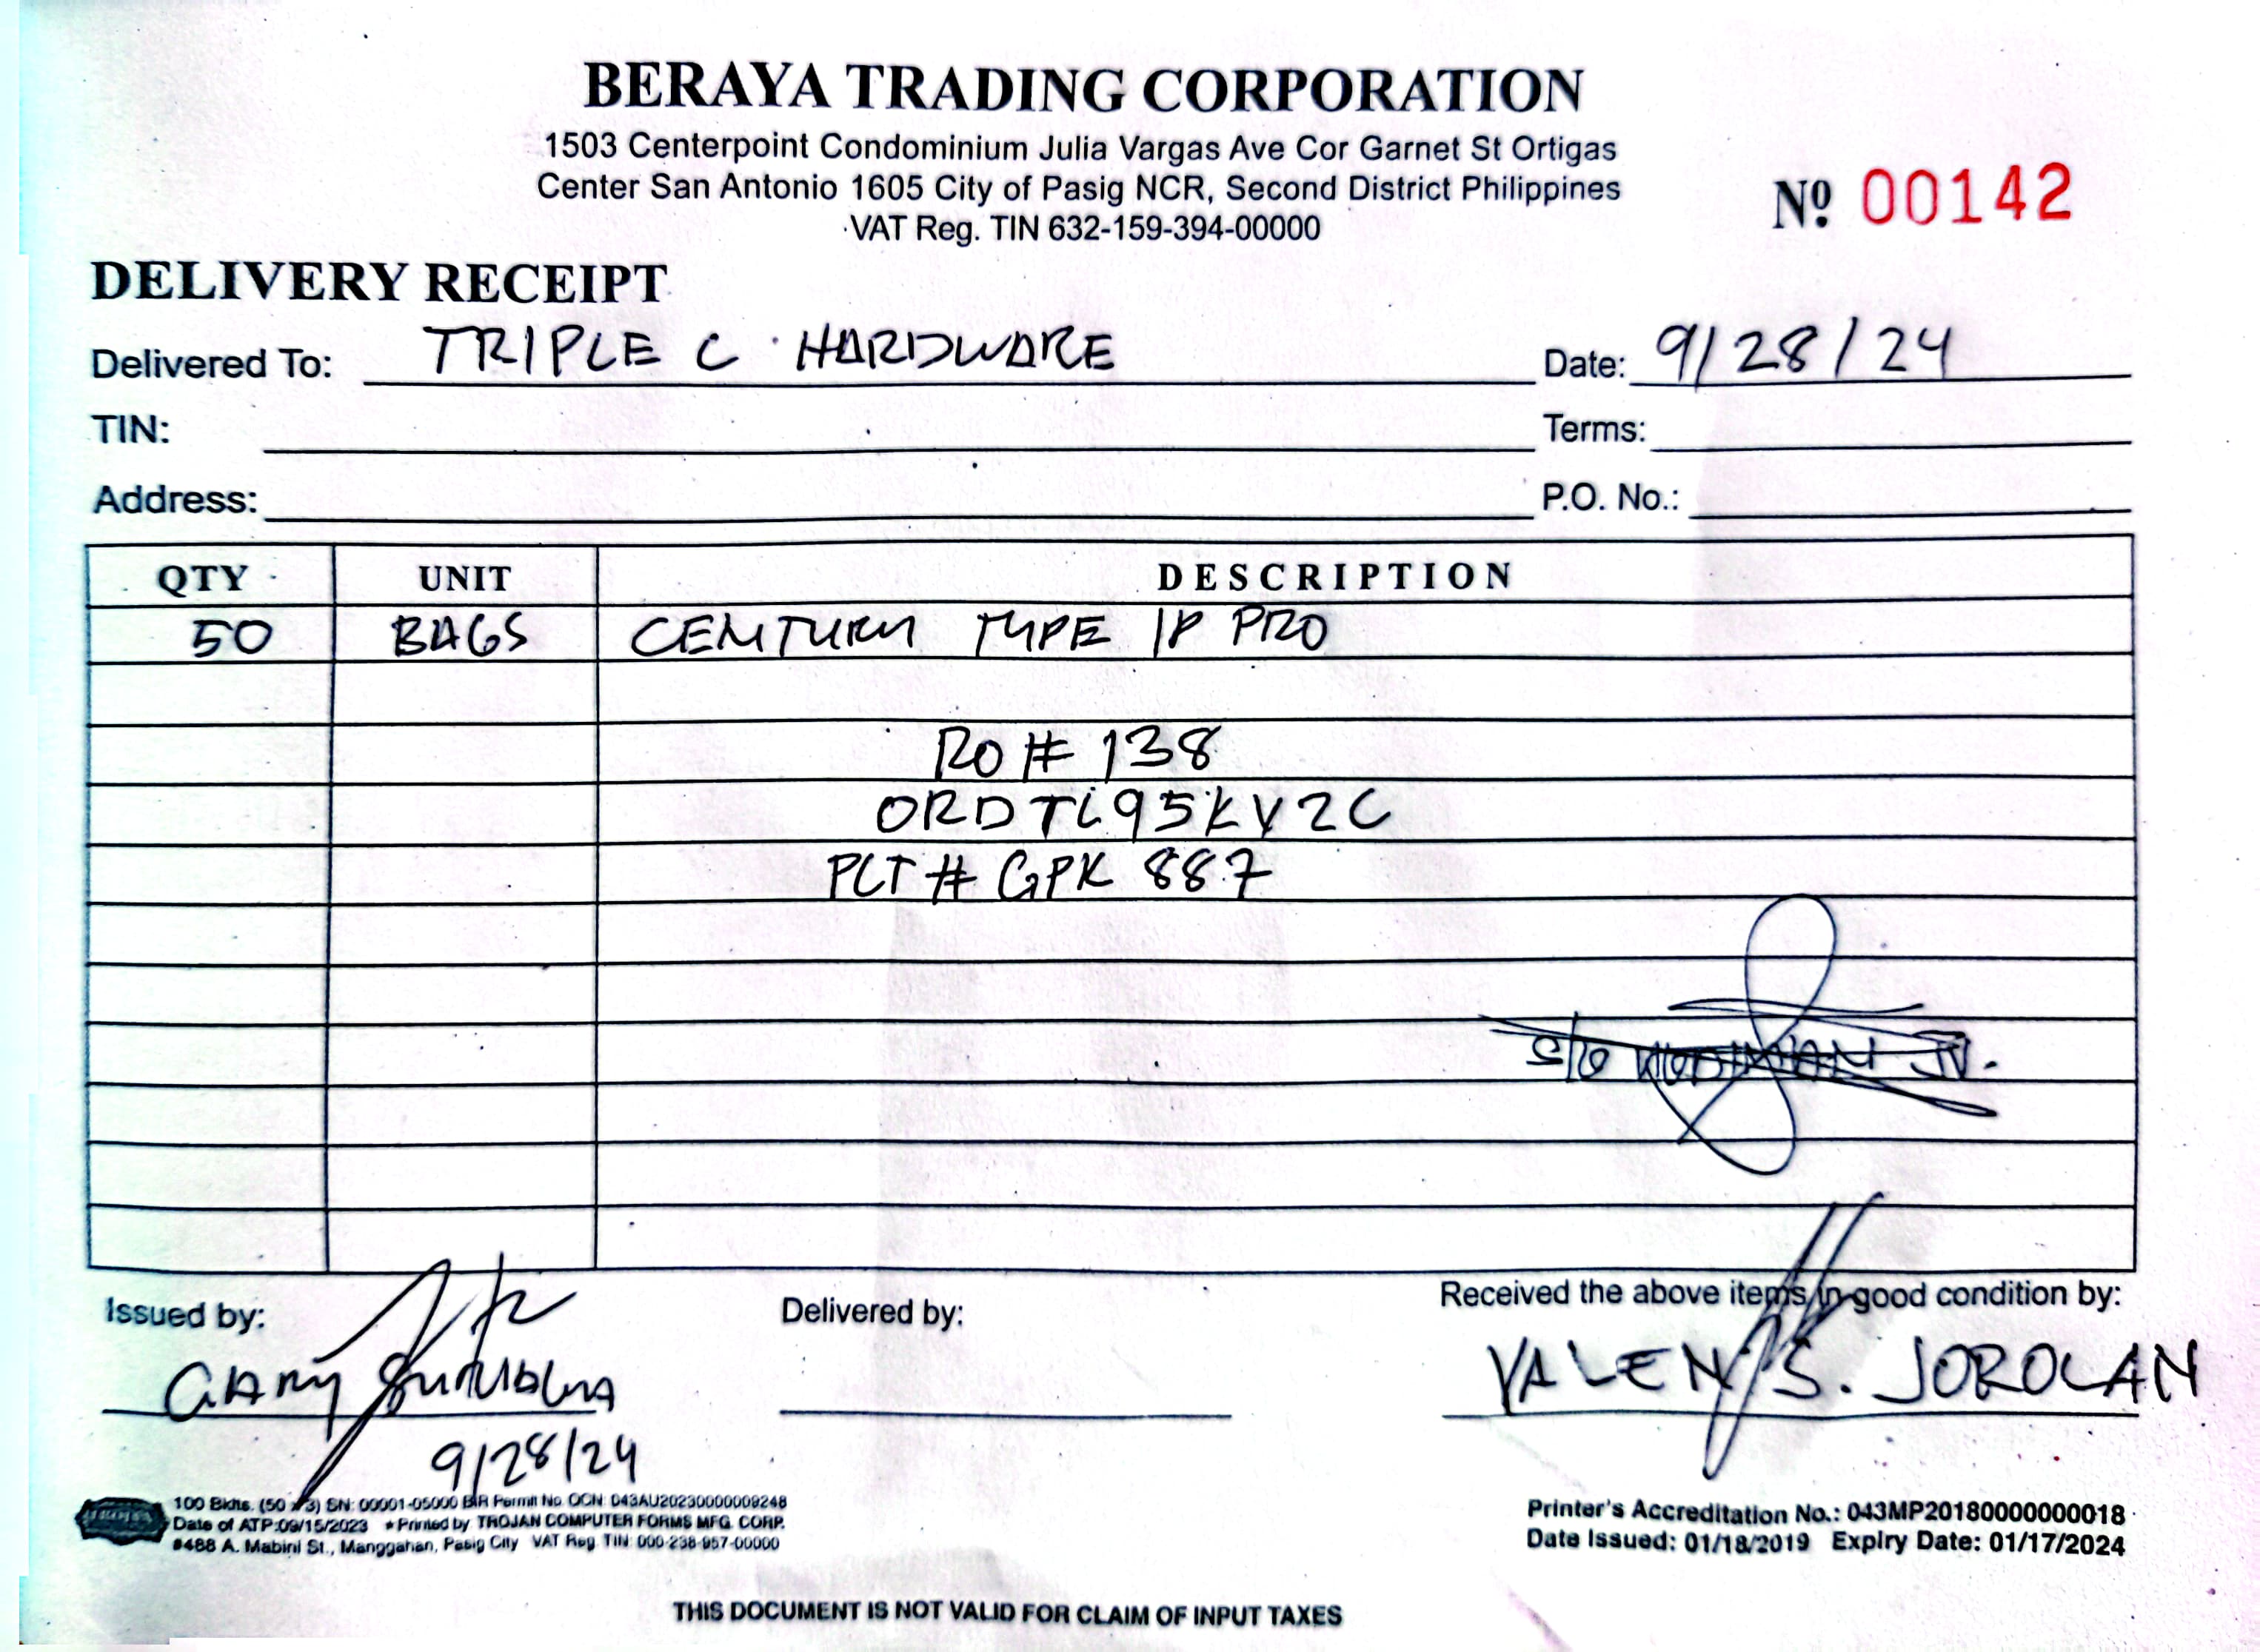 BERAYA TRADING CORPORATION
1503 Centerpoint Condominium Julia Vargas Ave Cor Garnet St Ortigas
Center San Antonio 1605 City of Pasig NCR, Second District Philippines
VAT Reg. TIN 632-159-394-00000
Nº 00142
DELIVERY RECEIPT
Delivered To: TRIPLE C HARDWARE Date: 9/28/24
TIN: Terms:
Address: P.O. No.:
QTY UNIT DESCRIPTION
50 BAGS CENTURY TYPE 1P PRO
RO # 138
ORDTL95KV2C
PLT # GPK 887
S/O JR.
Issued by: Delivered by: Received the above items in good condition by:
GARY VALEN S. JOROLAN
9/28/24
100 Bklts. (50 x 3) SN: 00001-05000 BIR Permit No. OCN: 043AU20230000009248
Date of ATP:09/15/2023 * Printed by TROJAN COMPUTER FORMS MFG. CORP.
#488 A. Mabini St., Manggahan, Pasig City VAT Reg. TIN: 000-238-957-00000
Printer's Accreditation No.: 043MP20180000000018
Date Issued: 01/18/2019 Expiry Date: 01/17/2024
THIS DOCUMENT IS NOT VALID FOR CLAIM OF INPUT TAXES